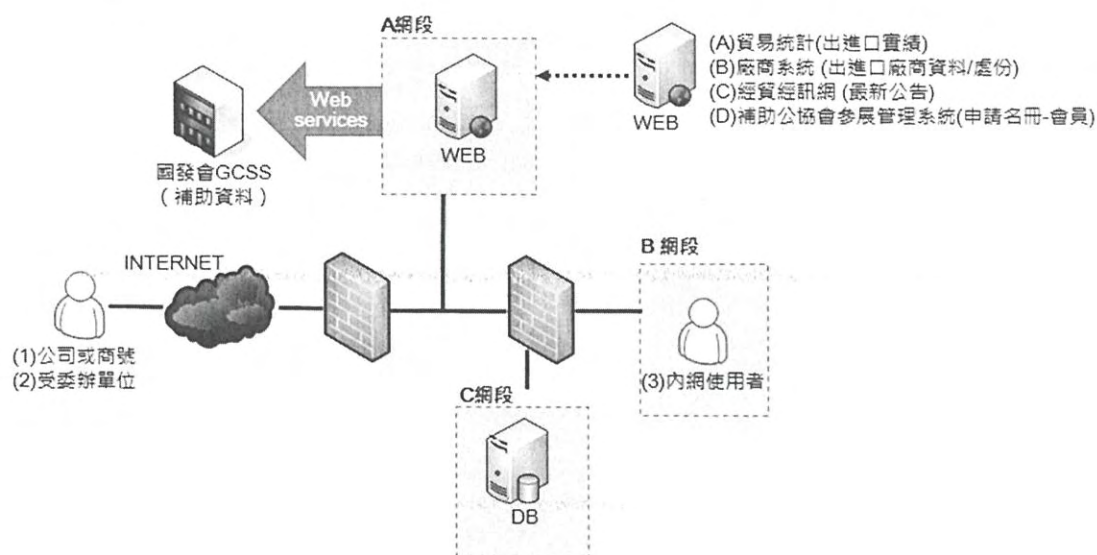 A網段
WEB
Web
services
國發會GCSS
(補助資料)
WEB
(A)貿易統計(出進口實績)
(B)廠商系統 (出進口廠商資料/處份)
(C)經貿經訊網 (最新公告)
(D)補助公協會參展管理系統(申請名冊-會員)
INTERNET
(1)公司或商號
(2)受委辦單位
B 網段
(3)內網使用者
C網段
DB